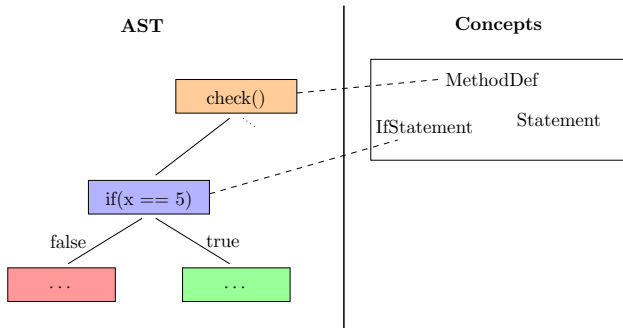 AST
Concepts
check()
MethodDef
IfStatement
Statement
if(x == 5)
false
true
...
...